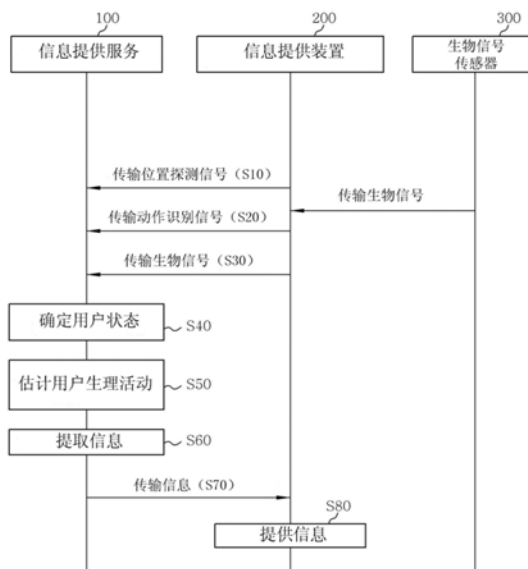 100
200
300
信息提供服务
信息提供装置
生物信号
传感器
传输位置探测信号（S10）
传输生物信号
传输动作识别信号（S20）
传输生物信号（S30）
确定用户状态
S40
估计用户生理活动
S50
提取信息
S60
传输信息（S70）
S80
提供信息